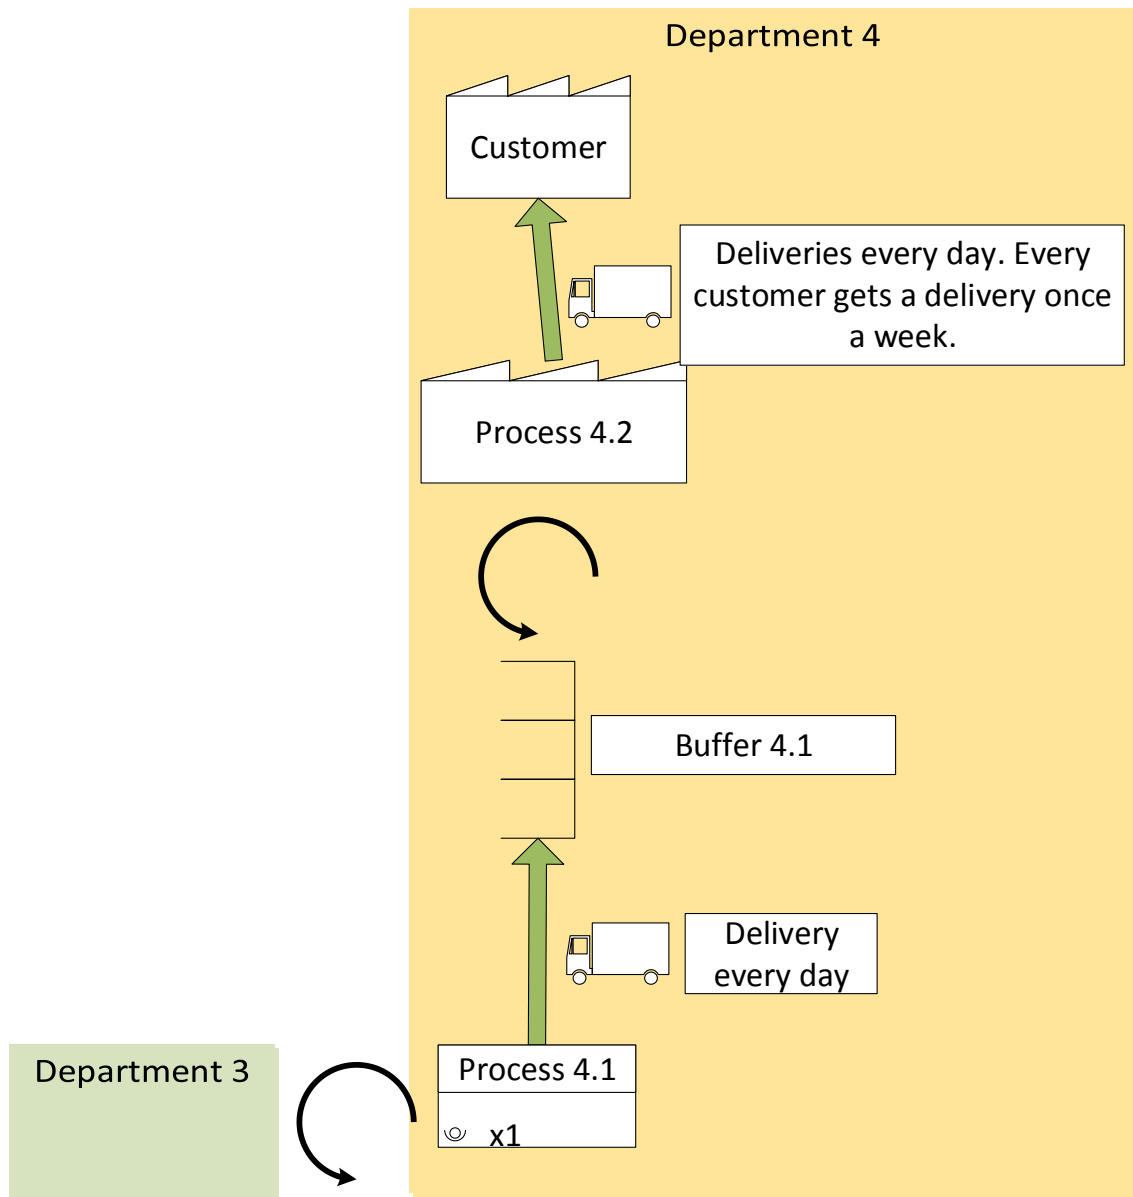 Department 4
Customer
Deliveries every day. Every
customer gets a delivery once
a week.
Process 4.2
Buffer 4.1
Delivery
every day
Department 3
Process 4.1
x1